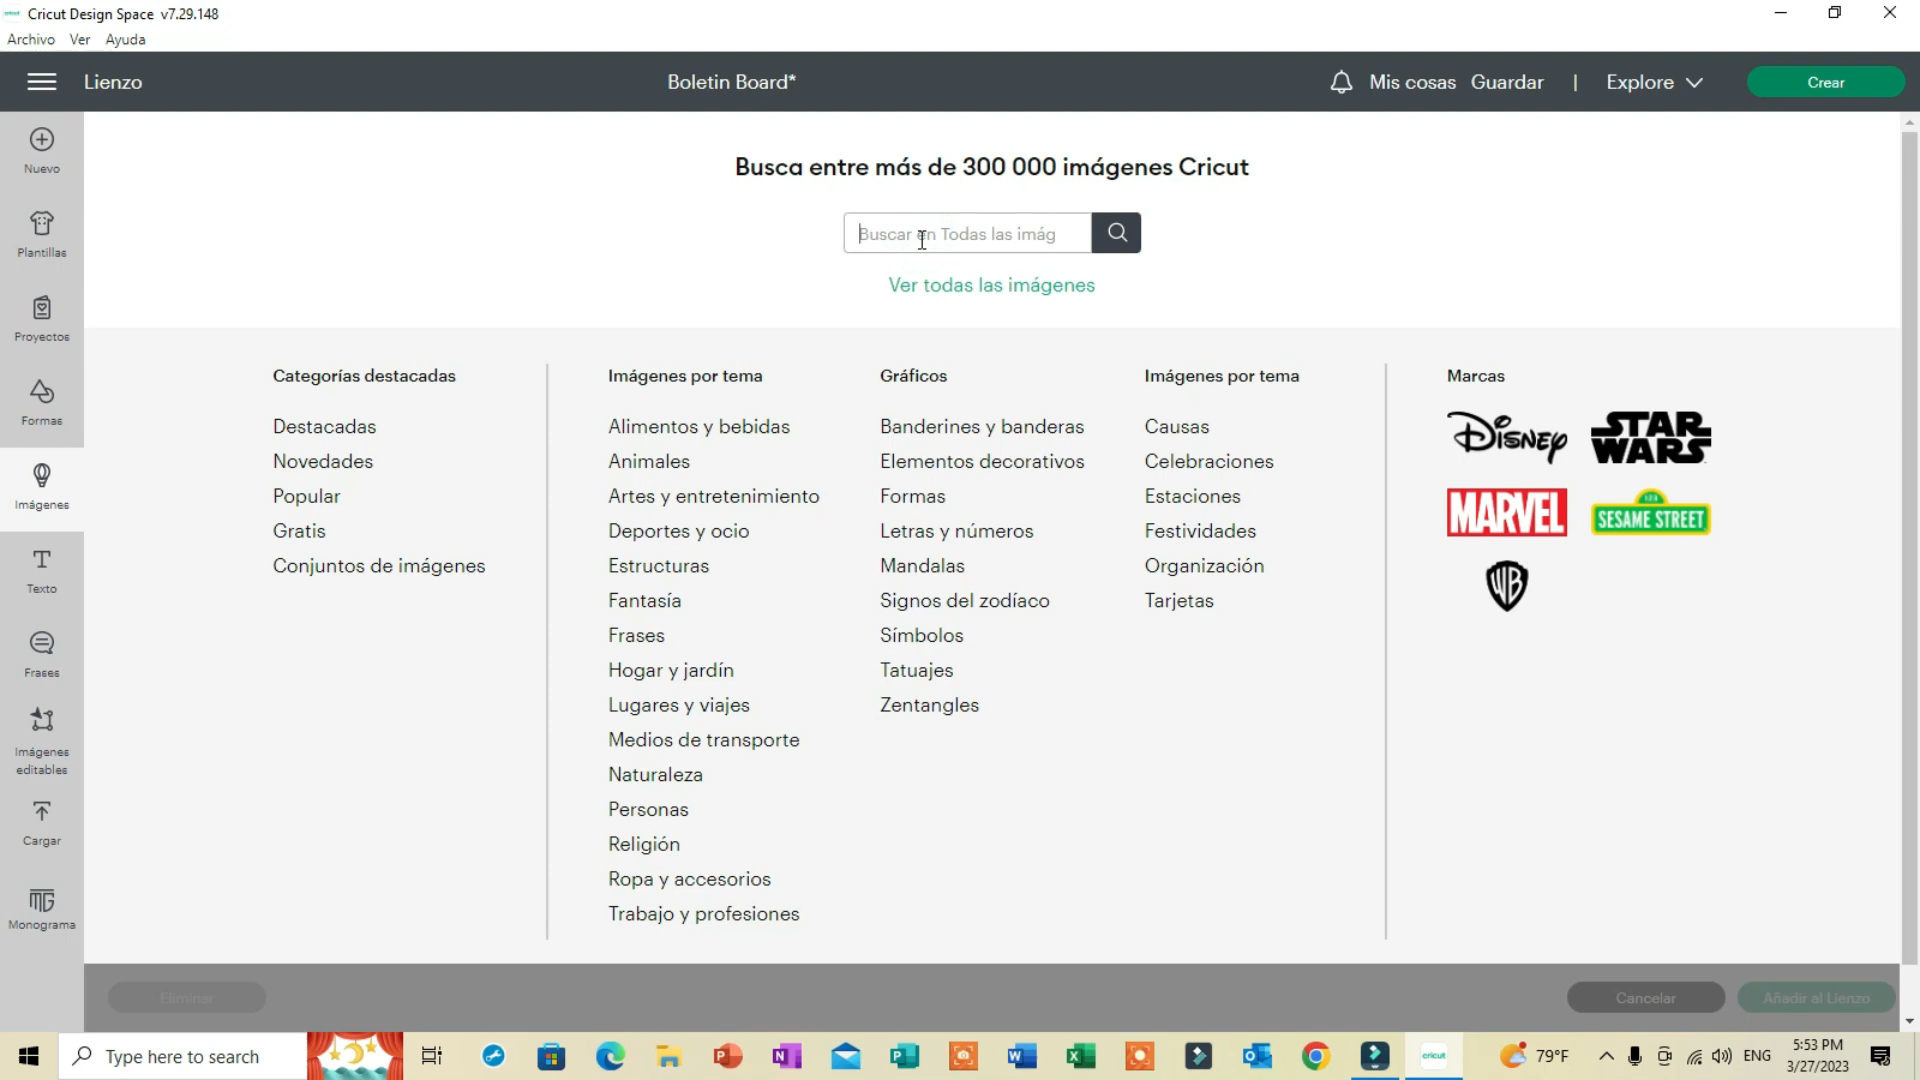 Cricut Design Space v7.29.148
Archivo Ver Ayuda
Lienzo
Boletin Board*
Mis cosas Guardar | Explore
Crear
Nuevo
Plantillas
Proyectos
Formas
Imágenes
Texto
Frases
Imágenes
editables
Cargar
Monograma
Busca entre más de 300 000 imágenes Cricut
Buscar en Todas las imág
Ver todas las imágenes
Categorías destacadas
Destacadas
Novedades
Popular
Gratis
Conjuntos de imágenes
Imágenes por tema
Alimentos y bebidas
Animales
Artes y entretenimiento
Deportes y ocio
Estructuras
Fantasía
Frases
Hogar y jardín
Lugares y viajes
Medios de transporte
Naturaleza
Personas
Religión
Ropa y accesorios
Trabajo y profesiones
Gráficos
Banderines y banderas
Elementos decorativos
Formas
Letras y números
Mandalas
Signos del zodíaco
Símbolos
Tatuajes
Zentangles
Imágenes por tema
Causas
Celebraciones
Estaciones
Festividades
Organización
Tarjetas
Marcas
Disney
STAR
WARS
MARVEL
123
SESAME STREET
WB
Eliminar
Cancelar
Añadir al Lienzo
Type here to search
cricut
79°F
ENG
5:53 PM
3/27/2023